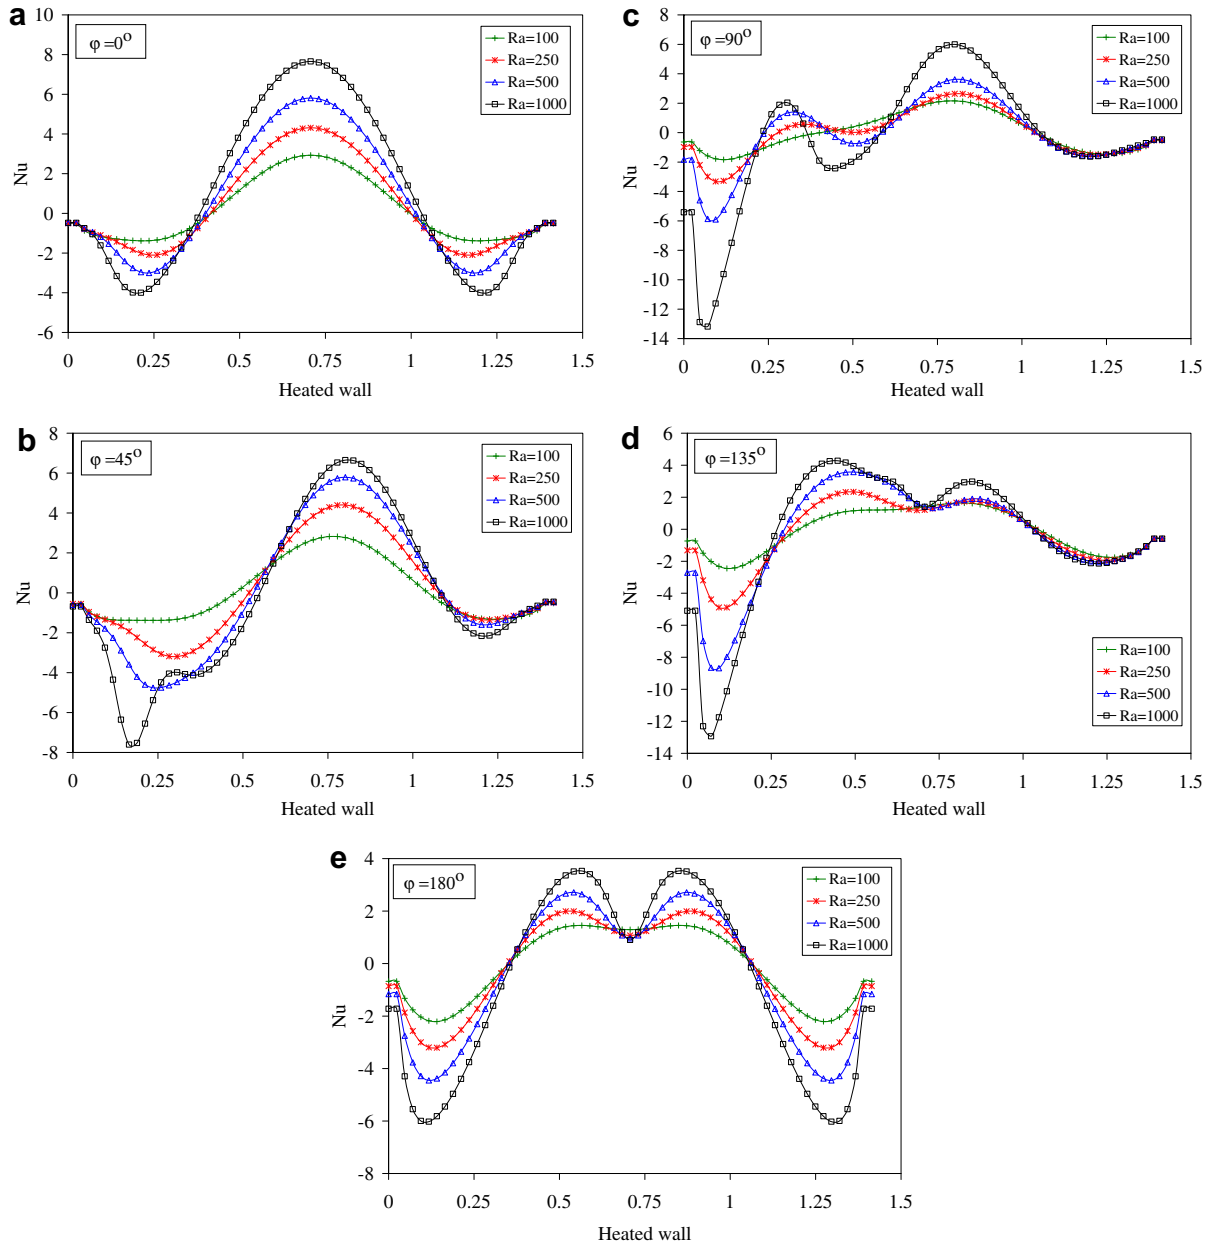 a
φ =0°
Ra=100
Ra=250
Ra=500
Ra=1000
10
8
6
4
2
0
-2
-4
-6
Nu
0 0.25 0.5 0.75 1 1.25 1.5
Heated wall
c
φ =90°
Ra=100
Ra=250
Ra=500
Ra=1000
8
6
4
2
0
-2
-4
-6
-8
-10
-12
-14
Nu
0 0.25 0.5 0.75 1 1.25 1.5
Heated wall
b
φ =45°
Ra=100
Ra=250
Ra=500
Ra=1000
8
6
4
2
0
-2
-4
-6
-8
Nu
0 0.25 0.5 0.75 1 1.25 1.5
Heated wall
d
φ =135°
Ra=100
Ra=250
Ra=500
Ra=1000
6
4
2
0
-2
-4
-6
-8
-10
-12
-14
Nu
0 0.25 0.5 0.75 1 1.25 1.5
Heated wall
e
φ =180°
Ra=100
Ra=250
Ra=500
Ra=1000
4
2
0
-2
-4
-6
-8
Nu
0 0.25 0.5 0.75 1 1.25 1.5
Heated wall